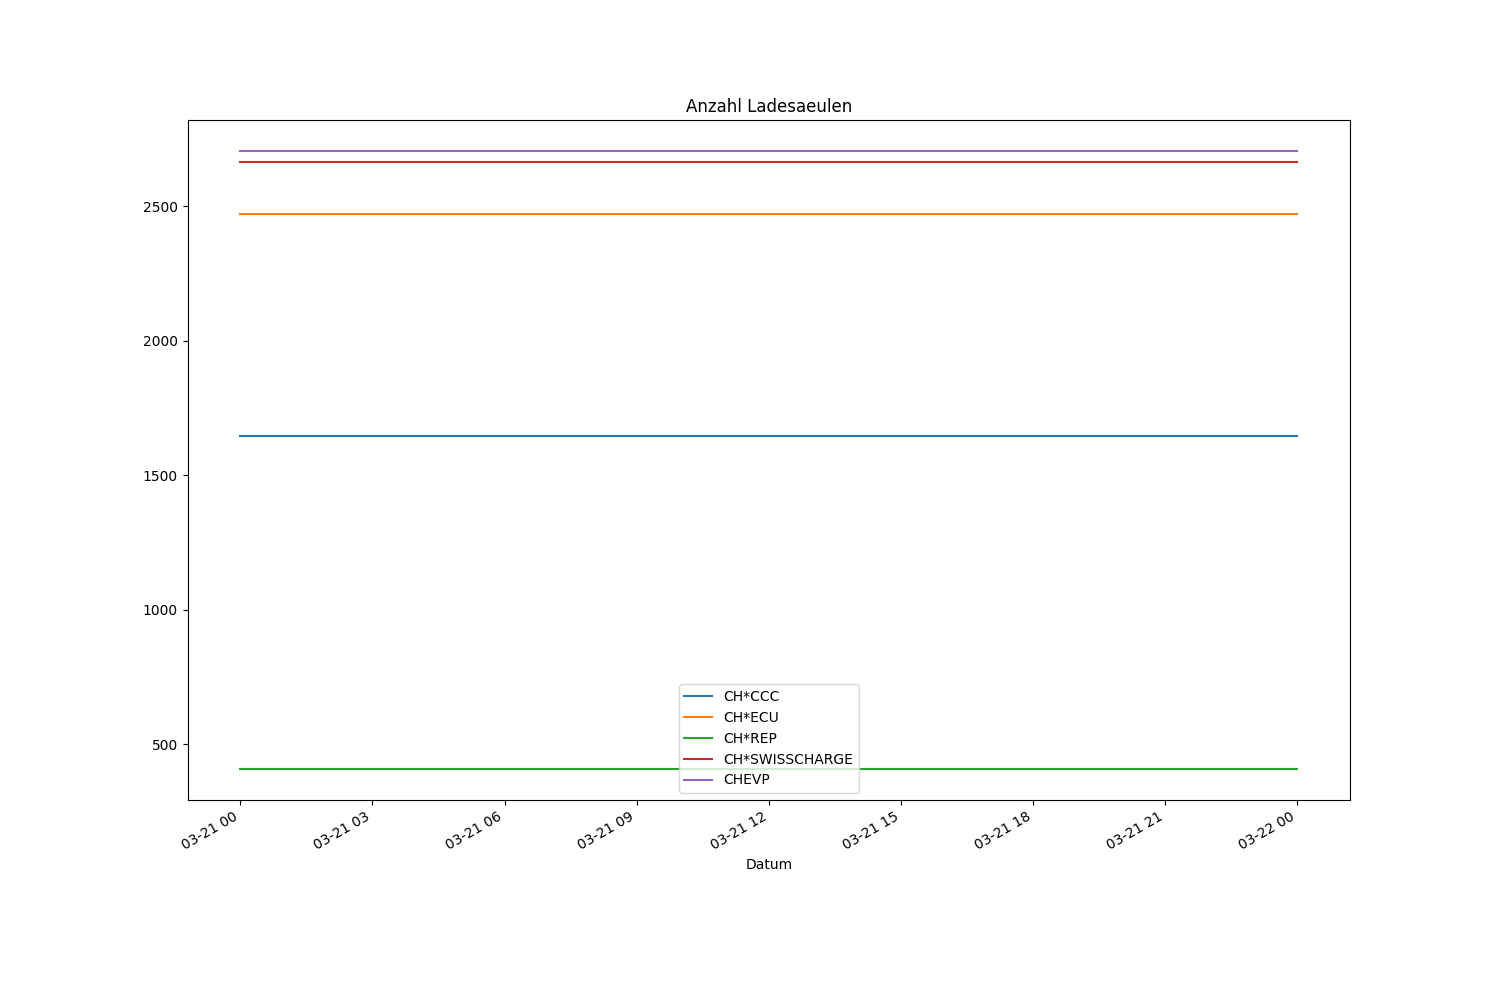 Anzahl Ladesaeulen
2500
2000
1500
1000
500
CH*CCC
CH*ECU
CH*REP
CH*SWISSCHARGE
CHEVP
03-21 00
03-21 03
03-21 06
03-21 09
03-21 12
03-21 15
03-21 18
03-21 21
03-22 00
Datum